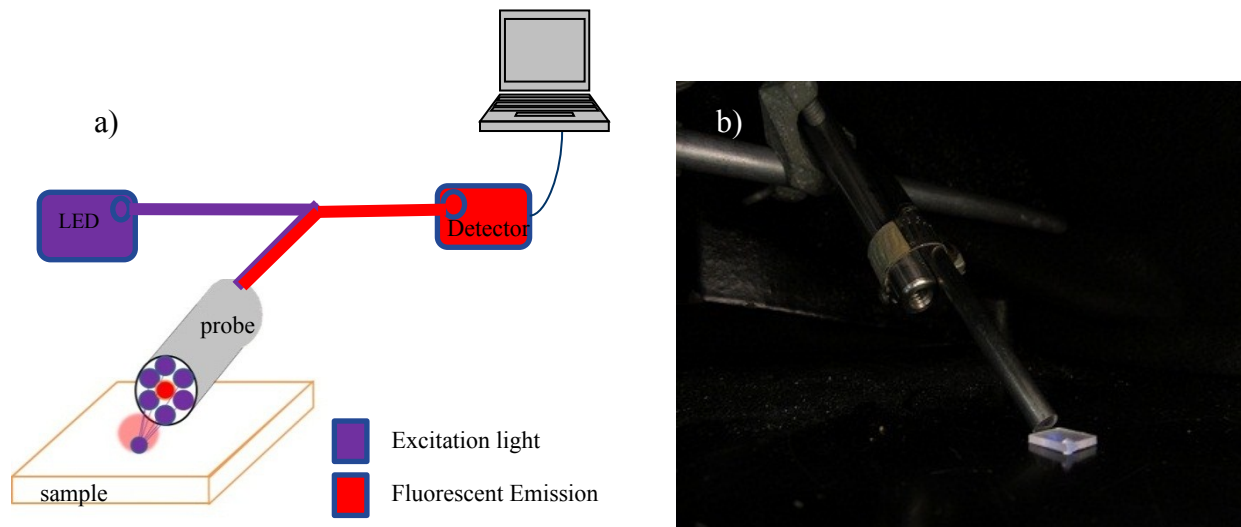 a)
b)
LED
Detector
probe
sample
Excitation light
Fluorescent Emission